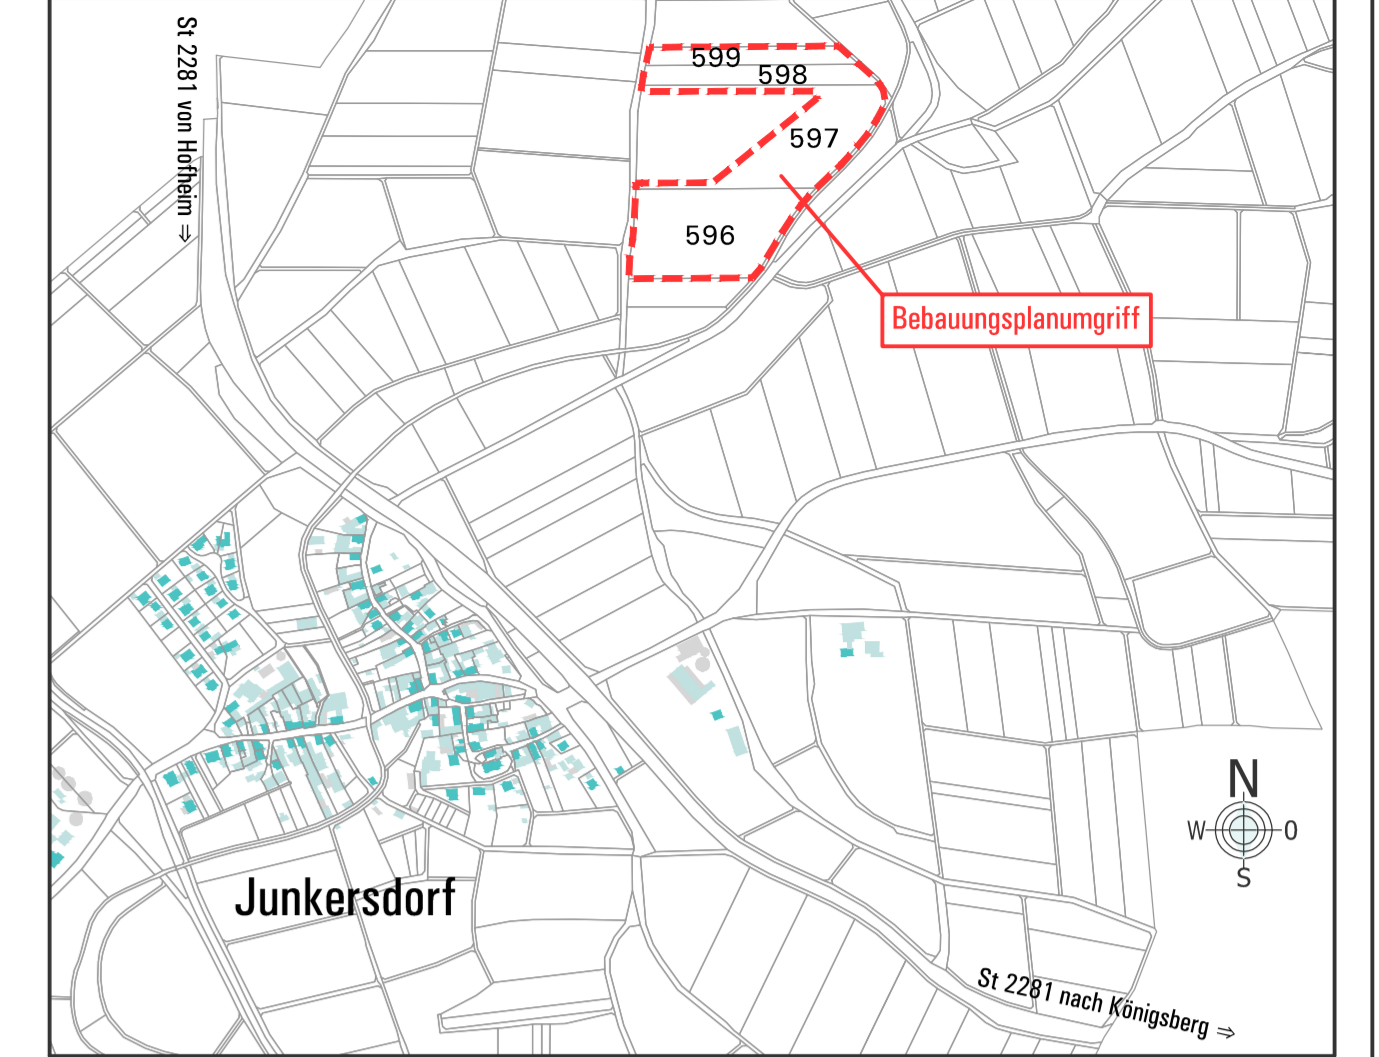 St 2281 von Hofheim ⇒
599
598
597
596
Bebauungsplanumgriff
N
W
O
S
Junkersdorf
St 2281 nach Königsberg ⇒